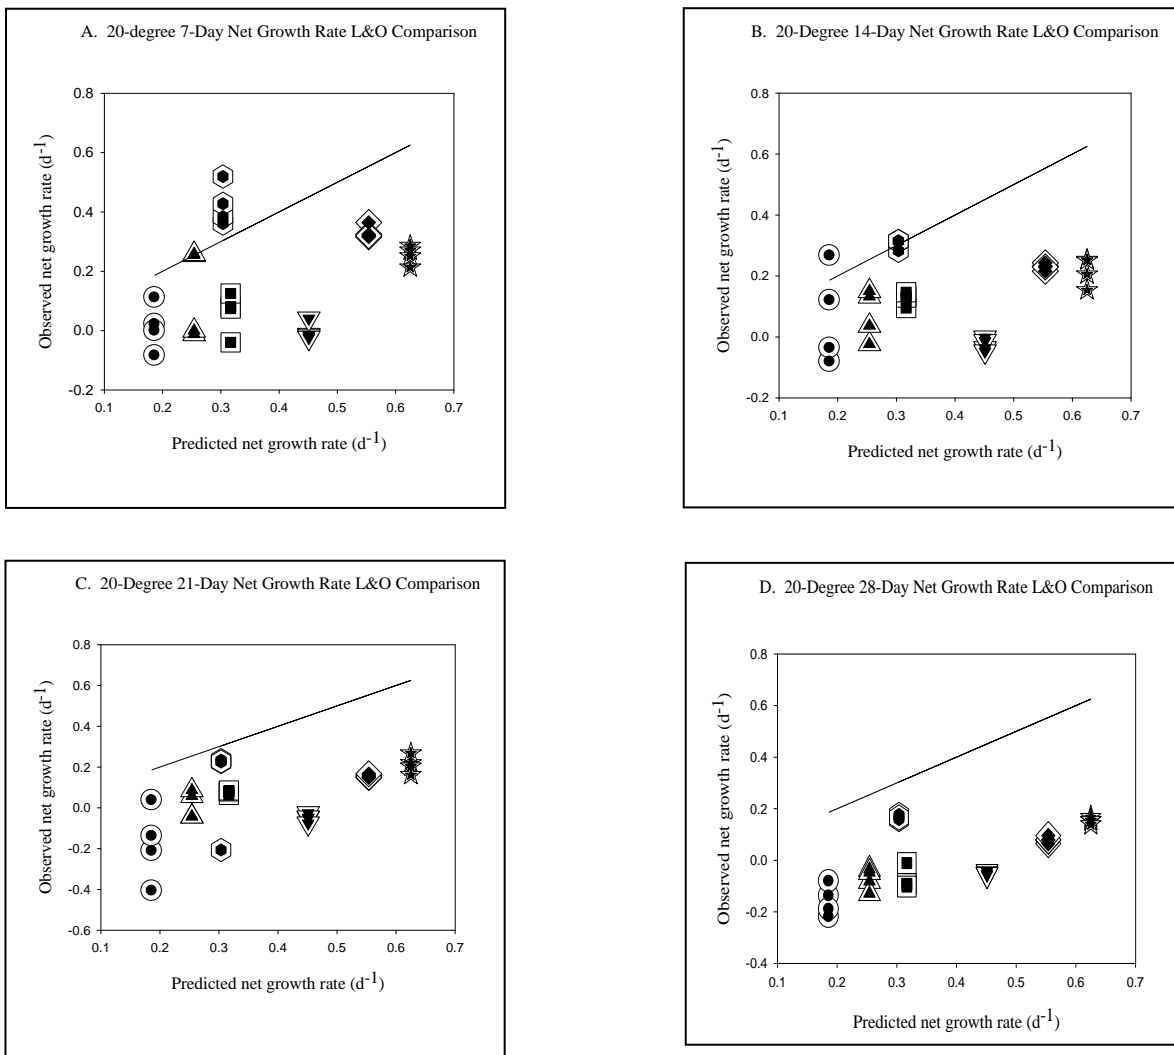 A. 20-degree 7-Day Net Growth Rate L&O Comparison
Observed net growth rate (d-1)
0.8
0.6
0.4
0.2
0.0
-0.2
0.1 0.2 0.3 0.4 0.5 0.6 0.7
Predicted net growth rate (d-1)
B. 20-Degree 14-Day Net Growth Rate L&O Comparison
Observed net growth rate (d-1)
0.8
0.6
0.4
0.2
0.0
-0.2
0.1 0.2 0.3 0.4 0.5 0.6 0.7
Predicted net growth rate (d-1)
C. 20-Degree 21-Day Net Growth Rate L&O Comparison
Observed net growth rate (d-1)
0.8
0.6
0.4
0.2
0.0
-0.2
-0.4
-0.6
0.1 0.2 0.3 0.4 0.5 0.6 0.7
Predicted net growth rate (d-1)
D. 20-Degree 28-Day Net Growth Rate L&O Comparison
Observed net growth rate (d-1)
0.8
0.6
0.4
0.2
0.0
-0.2
-0.4
0.1 0.2 0.3 0.4 0.5 0.6 0.7
Predicted net growth rate (d-1)